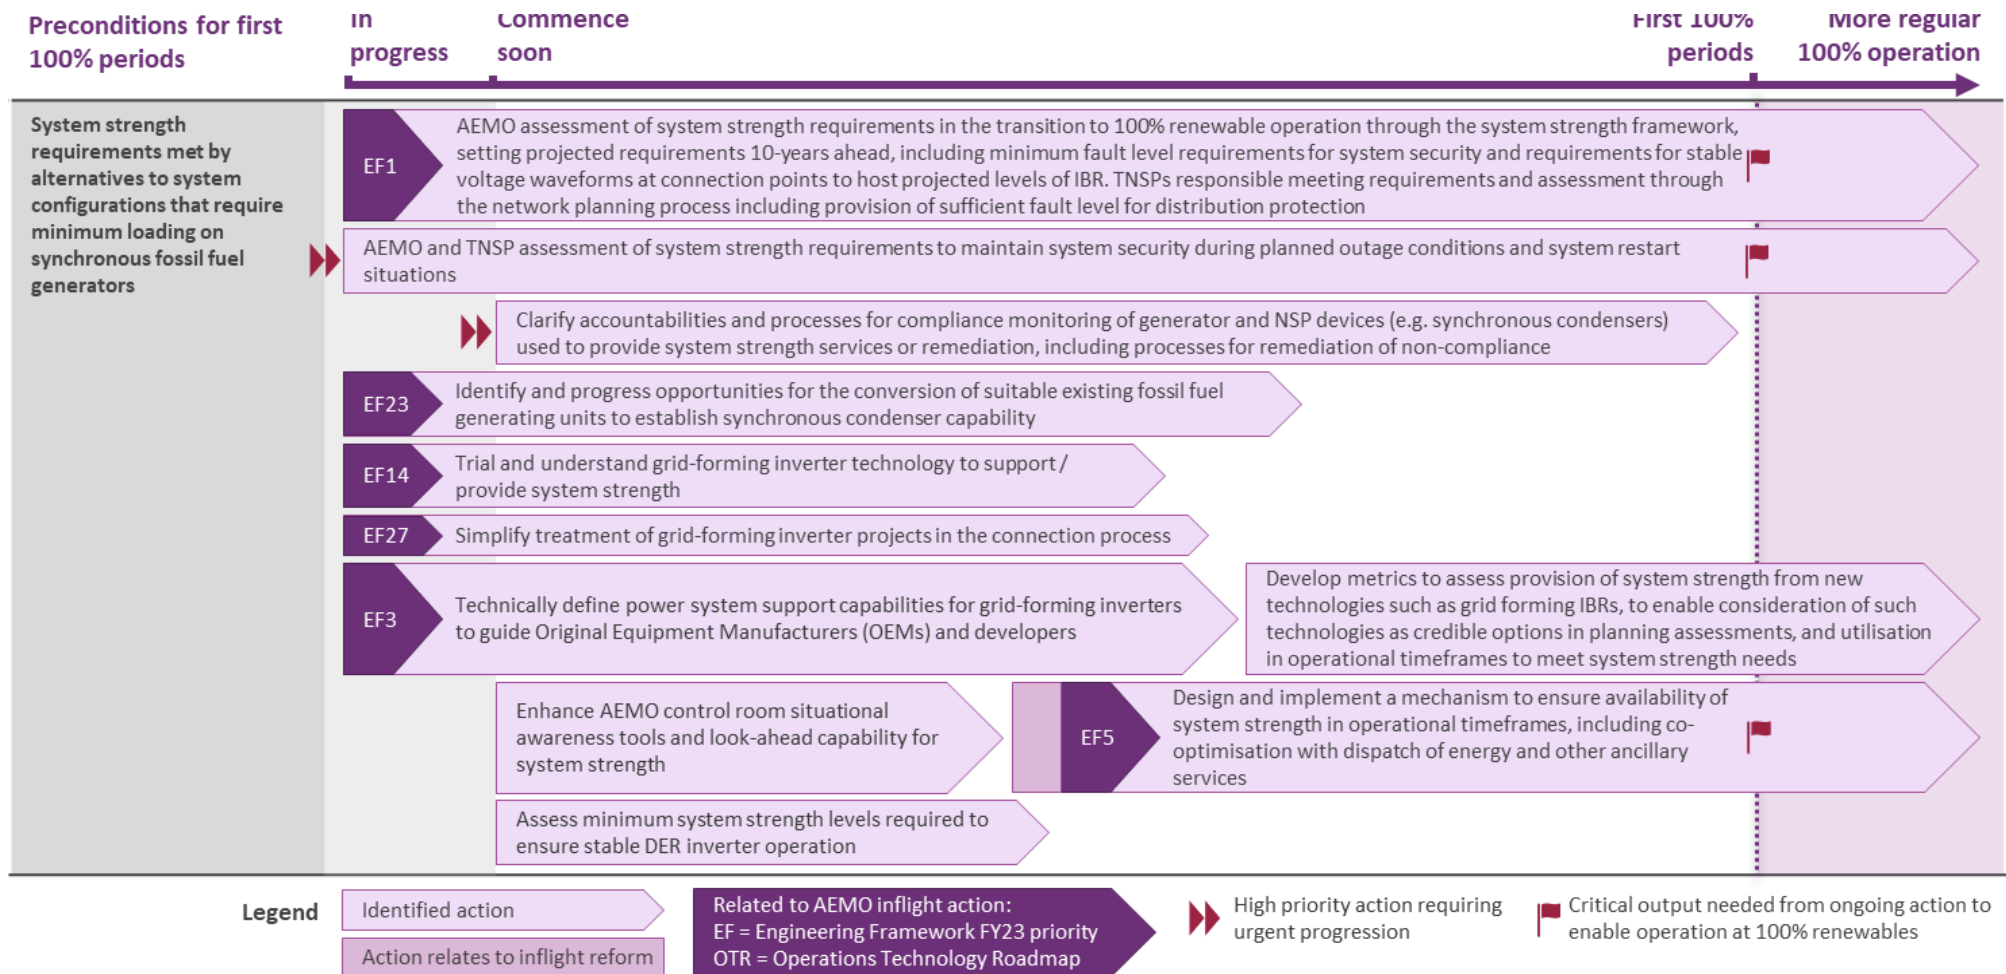 Preconditions for first
100% periods
In
progress
Commence
soon
First 100%
periods
More regular
100% operation
System strength
requirements met by
alternatives to system
configurations that require
minimum loading on
synchronous fossil fuel
generators
EF1
AEMO assessment of system strength requirements in the transition to 100% renewable operation through the system strength framework,
setting projected requirements 10-years ahead, including minimum fault level requirements for system security and requirements for stable
voltage waveforms at connection points to host projected levels of IBR. TNSPs responsible meeting requirements and assessment through
the network planning process including provision of sufficient fault level for distribution protection
AEMO and TNSP assessment of system strength requirements to maintain system security during planned outage conditions and system restart
situations
Clarify accountabilities and processes for compliance monitoring of generator and NSP devices (e.g. synchronous condensers)
used to provide system strength services or remediation, including processes for remediation of non-compliance
EF23
Identify and progress opportunities for the conversion of suitable existing fossil fuel
generating units to establish synchronous condenser capability
EF14
Trial and understand grid-forming inverter technology to support /
provide system strength
EF27
Simplify treatment of grid-forming inverter projects in the connection process
EF3
Technically define power system support capabilities for grid-forming inverters
to guide Original Equipment Manufacturers (OEMs) and developers
Develop metrics to assess provision of system strength from new
technologies such as grid forming IBRs, to enable consideration of such
technologies as credible options in planning assessments, and utilisation
in operational timeframes to meet system strength needs
Enhance AEMO control room situational
awareness tools and look-ahead capability for
system strength
EF5
Design and implement a mechanism to ensure availability of
system strength in operational timeframes, including co-
optimisation with dispatch of energy and other ancillary
services
Assess minimum system strength levels required to
ensure stable DER inverter operation
Legend
Identified action
Action relates to inflight reform
Related to AEMO inflight action:
EF = Engineering Framework FY23 priority
OTR = Operations Technology Roadmap
High priority action requiring
urgent progression
Critical output needed from ongoing action to
enable operation at 100% renewables